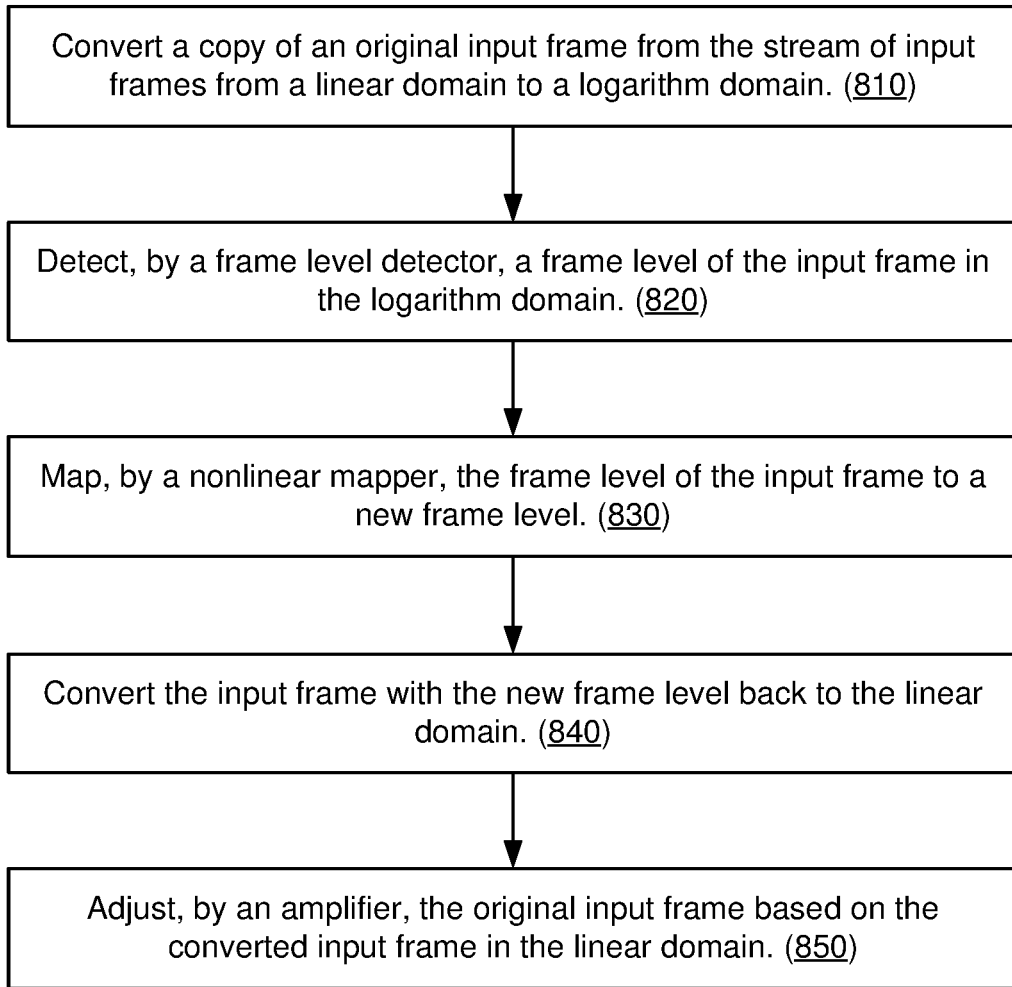 Convert a copy of an original input frame from the stream of input
frames from a linear domain to a logarithm domain. (810)
Detect, by a frame level detector, a frame level of the input frame in
the logarithm domain. (820)
Map, by a nonlinear mapper, the frame level of the input frame to a
new frame level. (830)
Convert the input frame with the new frame level back to the linear
domain. (840)
Adjust, by an amplifier, the original input frame based on the
converted input frame in the linear domain. (850)